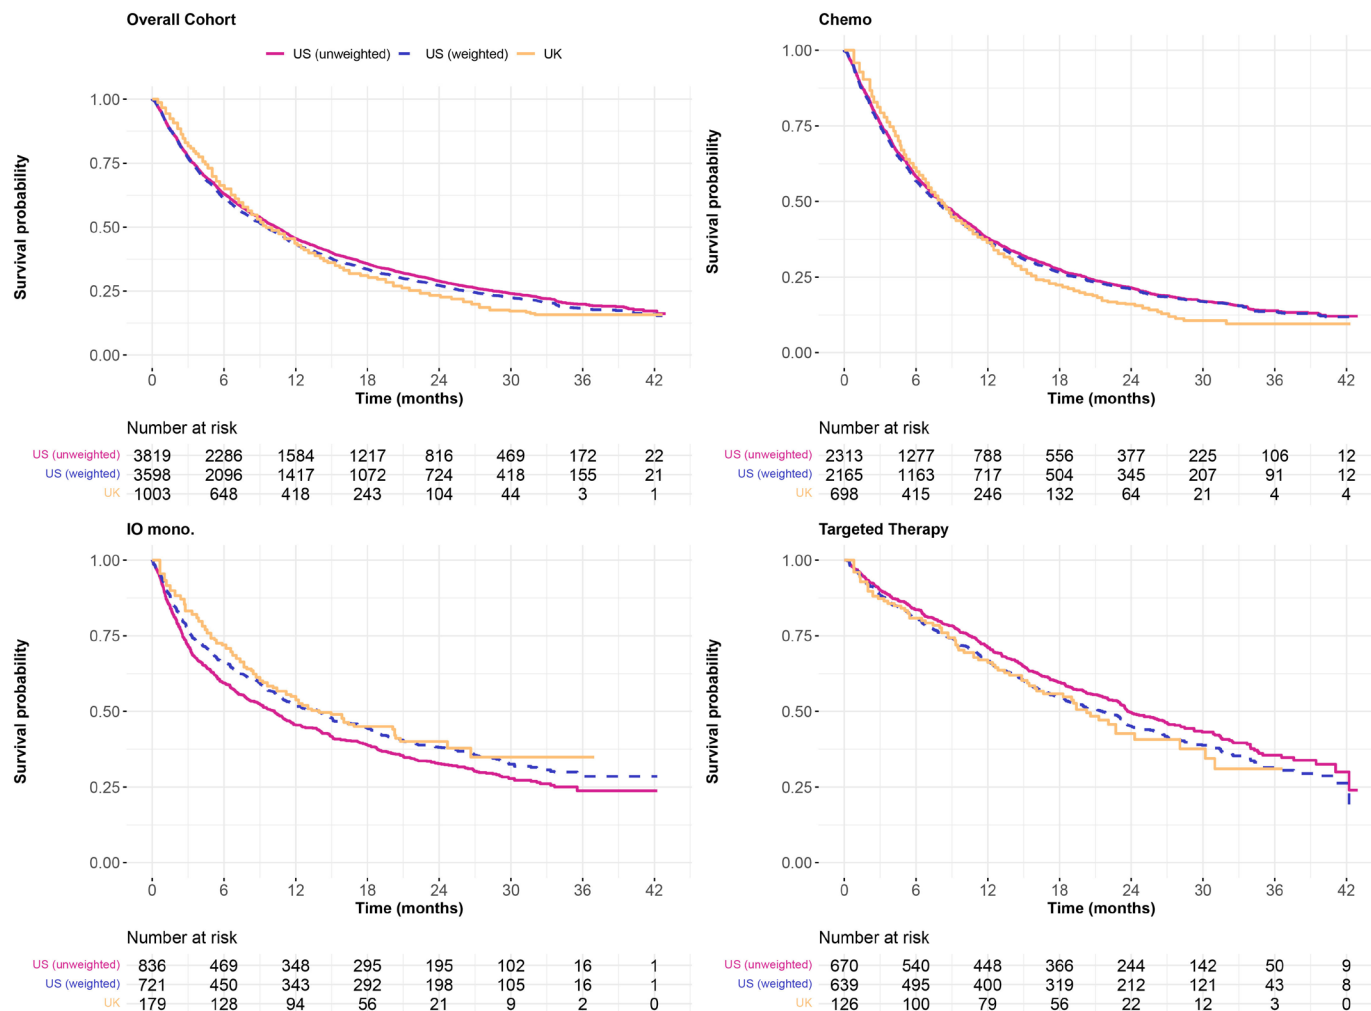 Overall Cohort
US (unweighted) US (weighted) UK
Survival probability
1.00
0.75
0.50
0.25
0.00
0 6 12 18 24 30 36 42
Time (months)
Number at risk
US (unweighted) 3819 2286 1584 1217 816 469 172 22
US (weighted) 3598 2096 1417 1072 724 418 155 21
UK 1003 648 418 243 104 44 3 1
Chemo
Survival probability
1.00
0.75
0.50
0.25
0.00
0 6 12 18 24 30 36 42
Time (months)
Number at risk
US (unweighted) 2313 1277 788 556 377 225 106 12
US (weighted) 2165 1163 717 504 345 207 91 12
UK 698 415 246 132 64 21 4 4
IO mono.
Survival probability
1.00
0.75
0.50
0.25
0.00
0 6 12 18 24 30 36 42
Time (months)
Number at risk
US (unweighted) 836 469 348 295 195 102 16 1
US (weighted) 721 450 343 292 198 105 16 1
UK 179 128 94 56 21 9 2 0
Targeted Therapy
Survival probability
1.00
0.75
0.50
0.25
0.00
0 6 12 18 24 30 36 42
Time (months)
Number at risk
US (unweighted) 670 540 448 366 244 142 50 9
US (weighted) 639 495 400 319 212 121 43 8
UK 126 100 79 56 22 12 3 0